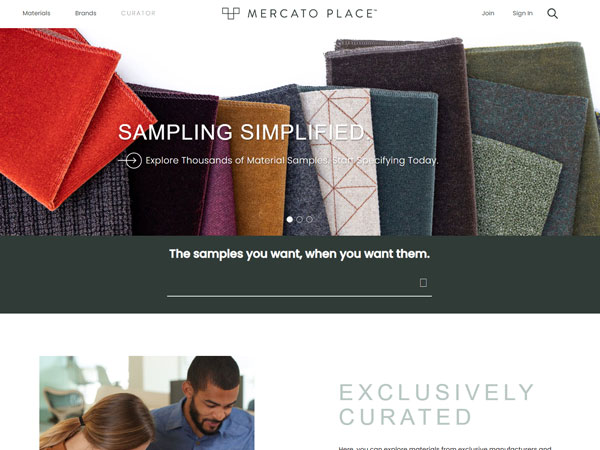 Materials
Brands
CURATOR
MERCATO PLACE™
Join
Sign In
SAMPLING SIMPLIFIED.
Explore Thousands of Material Samples. Start Specifying Today.
The samples you want, when you want them.
EXCLUSIVELY
CURATED
Here, you can explore materials from exclusive manufacturers and